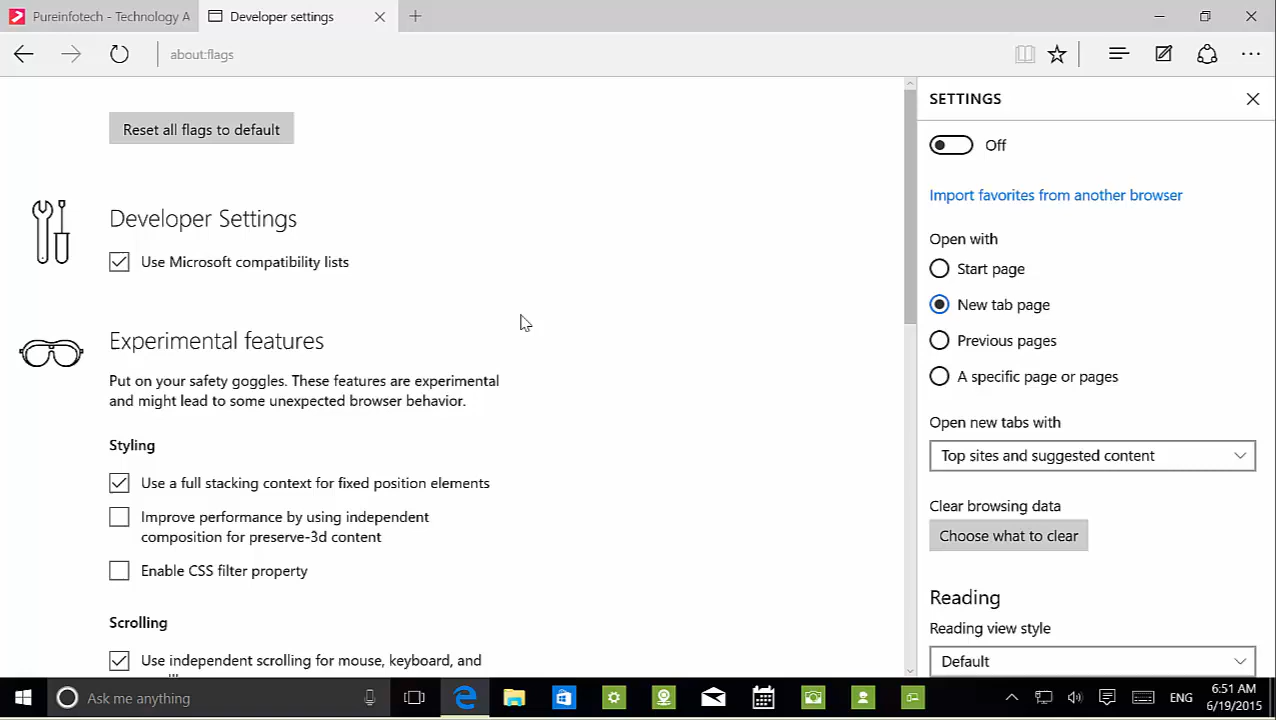 Pureinfotech - Technology A
Developer settings
about:flags
Reset all flags to default
Developer Settings
Use Microsoft compatibility lists
Experimental features
Put on your safety goggles. These features are experimental
and might lead to some unexpected browser behavior.
Styling
Use a full stacking context for fixed position elements
Improve performance by using independent
composition for preserve-3d content
Enable CSS filter property
Scrolling
Use independent scrolling for mouse, keyboard, and
SETTINGS
Off
Import favorites from another browser
Open with
Start page
New tab page
Previous pages
A specific page or pages
Open new tabs with
Top sites and suggested content
Clear browsing data
Choose what to clear
Reading
Reading view style
Default
Ask me anything
ENG
6:51 AM
6/19/2015